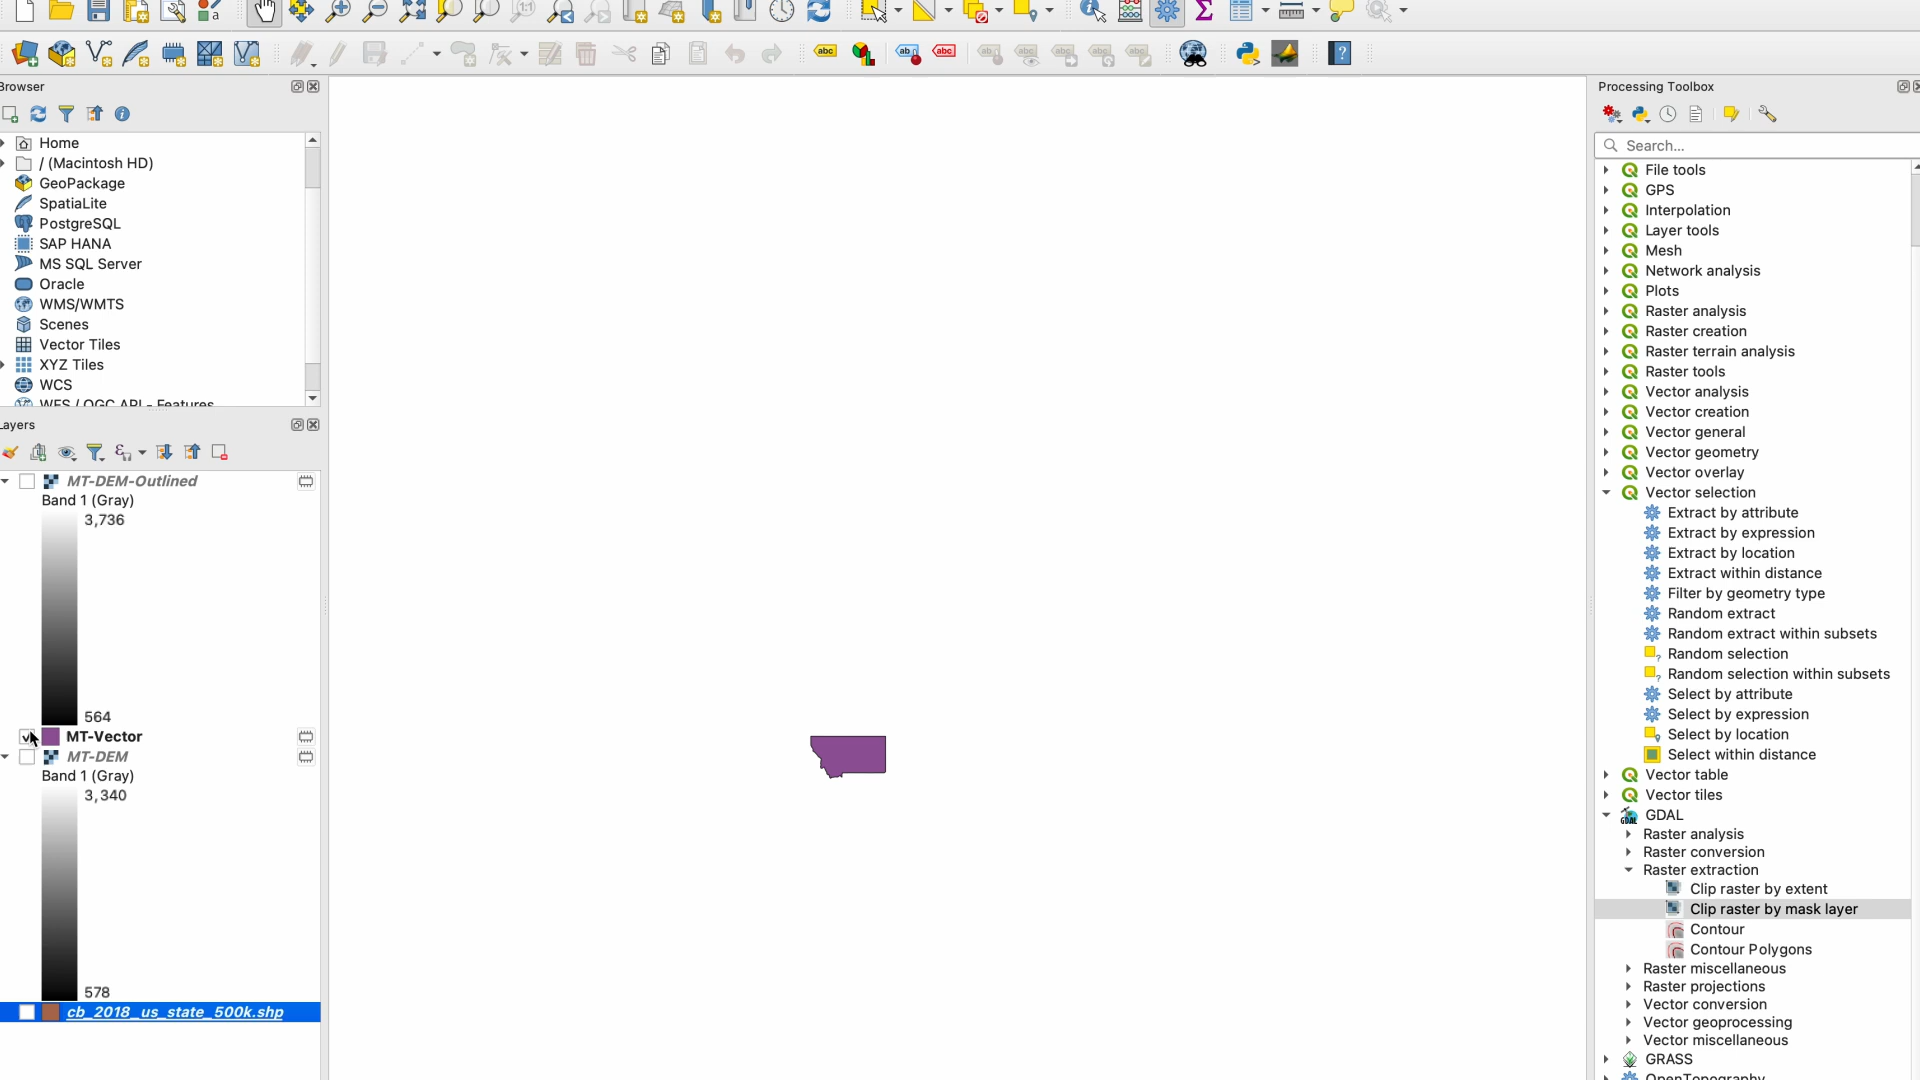 Browser
Home
/ (Macintosh HD)
GeoPackage
SpatiaLite
PostgreSQL
SAP HANA
MS SQL Server
Oracle
WMS/WMTS
Scenes
Vector Tiles
XYZ Tiles
WCS
WFS / OGC API - Features
Layers
MT-DEM-Outlined
Band 1 (Gray)
3,736
564
MT-Vector
MT-DEM
Band 1 (Gray)
3,340
578
cb_2018_us_state_500k.shp
Processing Toolbox
Search...
File tools
GPS
Interpolation
Layer tools
Mesh
Network analysis
Plots
Raster analysis
Raster creation
Raster terrain analysis
Raster tools
Vector analysis
Vector creation
Vector general
Vector geometry
Vector overlay
Vector selection
Extract by attribute
Extract by expression
Extract by location
Extract within distance
Filter by geometry type
Random extract
Random extract within subsets
Random selection
Random selection within subsets
Select by attribute
Select by expression
Select by location
Select within distance
Vector table
Vector tiles
GDAL
Raster analysis
Raster conversion
Raster extraction
Clip raster by extent
Clip raster by mask layer
Contour
Contour Polygons
Raster miscellaneous
Raster projections
Vector conversion
Vector geoprocessing
Vector miscellaneous
GRASS
OpenTopography